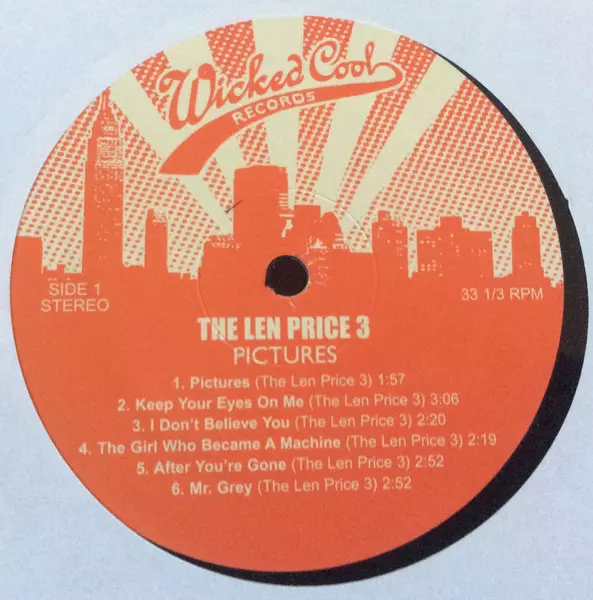 Wicked Cool
RECORDS
SIDE 1
STEREO
33 1/3 RPM
THE LEN PRICE 3
PICTURES
1. Pictures (The Len Price 3) 1:57
2. Keep Your Eyes On Me (The Len Price 3) 3:06
3. I Don't Believe You (The Len Price 3) 2:20
4. The Girl Who Became A Machine (The Len Price 3) 2:19
5. After You're Gone (The Len Price 3) 2:52
6. Mr. Grey (The Len Price 3) 2:52